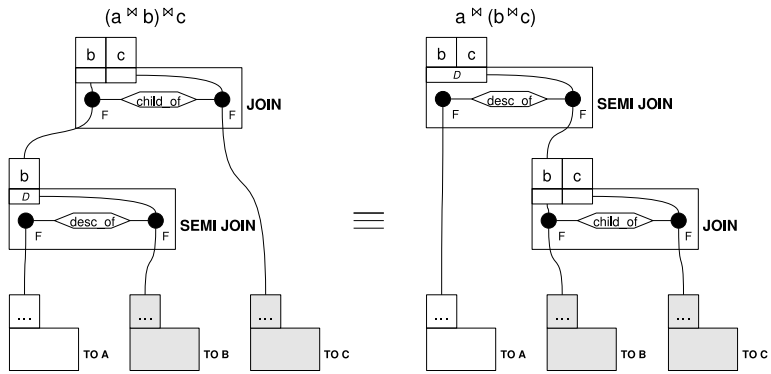 (a ⋈ b) ⋈ c
b c
child_of
F F
JOIN
b
D
desc_of
F F
SEMI JOIN
...
TO A
...
TO B
...
TO C
a ⋈ (b ⋈ c)
b c
D
desc_of
F F
SEMI JOIN
b c
child_of
F F
JOIN
...
TO A
...
TO B
...
TO C